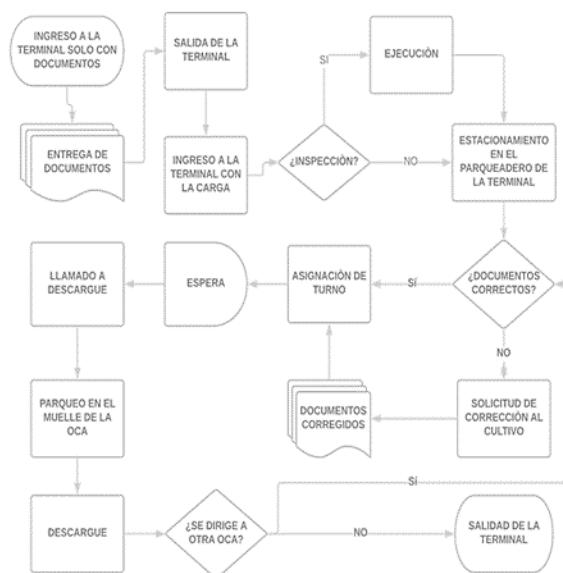 INGRESO A LA
TERMINAL SOLO CON
DOCUMENTOS
SALIDA DE LA
TERMINAL
SI
EJECUCIÓN
ENTREGA DE
DOCUMENTOS
INGRESO A LA
TERMINAL CON
LA CARGA
¿INSPECCIÓN?
NO
ESTACIONAMIENTO
EN EL
PARQUEADERO DE
LA TERMINAL
LLAMADO A
DESCARGUE
ESPERA
ASIGNACIÓN DE
TURNO
SÍ
¿DOCUMENTOS
CORRECTOS?
NO
PARQUEO EN EL
MUELLE DE LA
OCA
DOCUMENTOS
CORREGIDOS
SOLICITUD DE
CORRECCIÓN AL
CULTIVO
SÍ
DESCARGUE
¿SE DIRIGE A
OTRA OCA?
NO
SALIDAD DE LA
TERMINAL